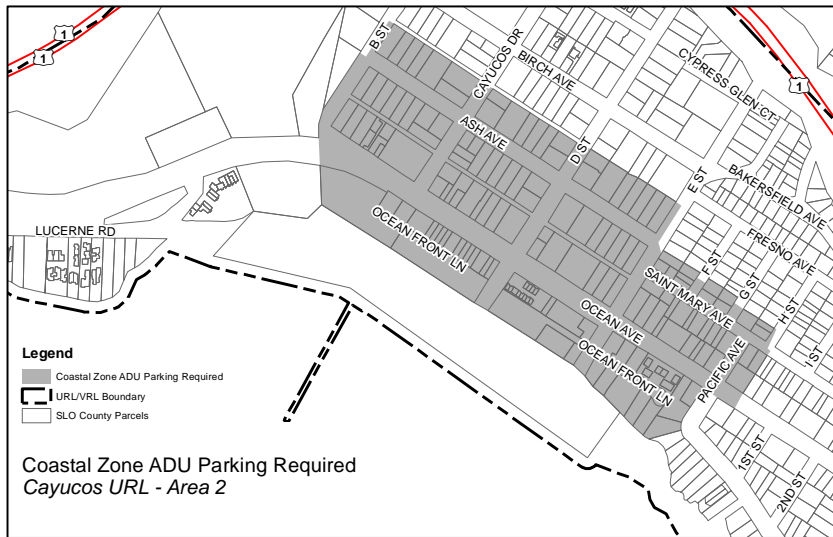 1
1
1
B ST
CAYUCOS DR
BIRCH AVE
CYPRESS GLEN CT
ASH AVE
D ST
E ST
BAKERSFIELD AVE
FRESNO AVE
LUCERNE RD
OCEAN FRONT LN
F ST
G ST
H ST
I ST
SAINT MARY AVE
OCEAN AVE
OCEAN FRONT LN
PACIFIC AVE
1ST ST
2ND ST
Legend
Coastal Zone ADU Parking Required
URL/VRL Boundary
SLO County Parcels
Coastal Zone ADU Parking Required
Cayucos URL - Area 2